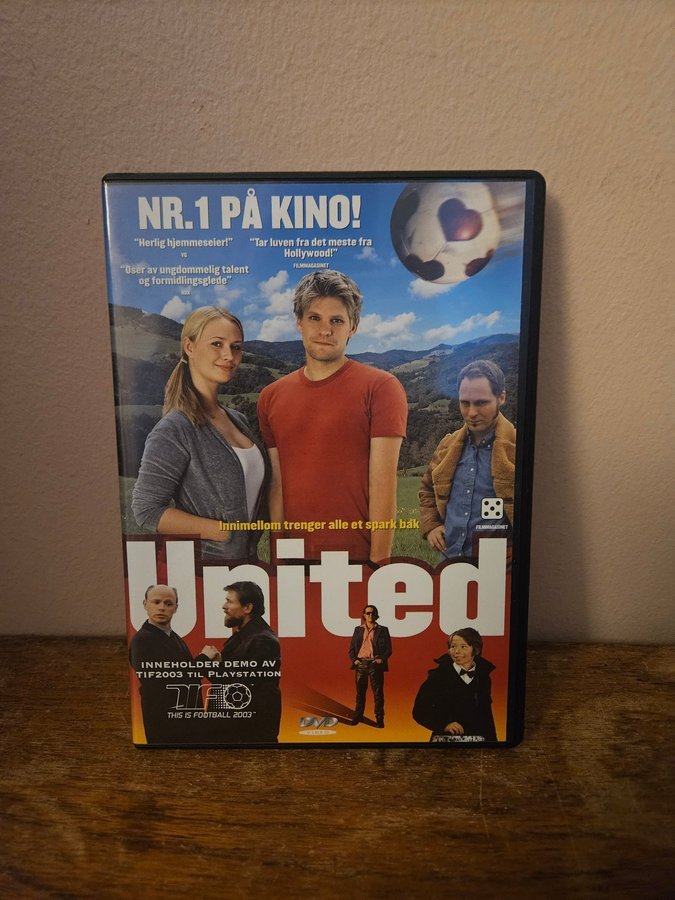 NR.1 PÅ KINO!
"Herlig hjemmeseier!"
VG
"Tar luven fra det meste fra
Hollywood!"
FILMMAGASINET
"Oser av ungdommelig talent
og formidlingsglede"
Innimellom trenger alle et spark bak
FILMMAGASINET
United
INNEHOLDER DEMO AV
TIF2003 TIL PLAYSTATION
TIF
THIS IS FOOTBALL 2003™
DVD
VIDEO